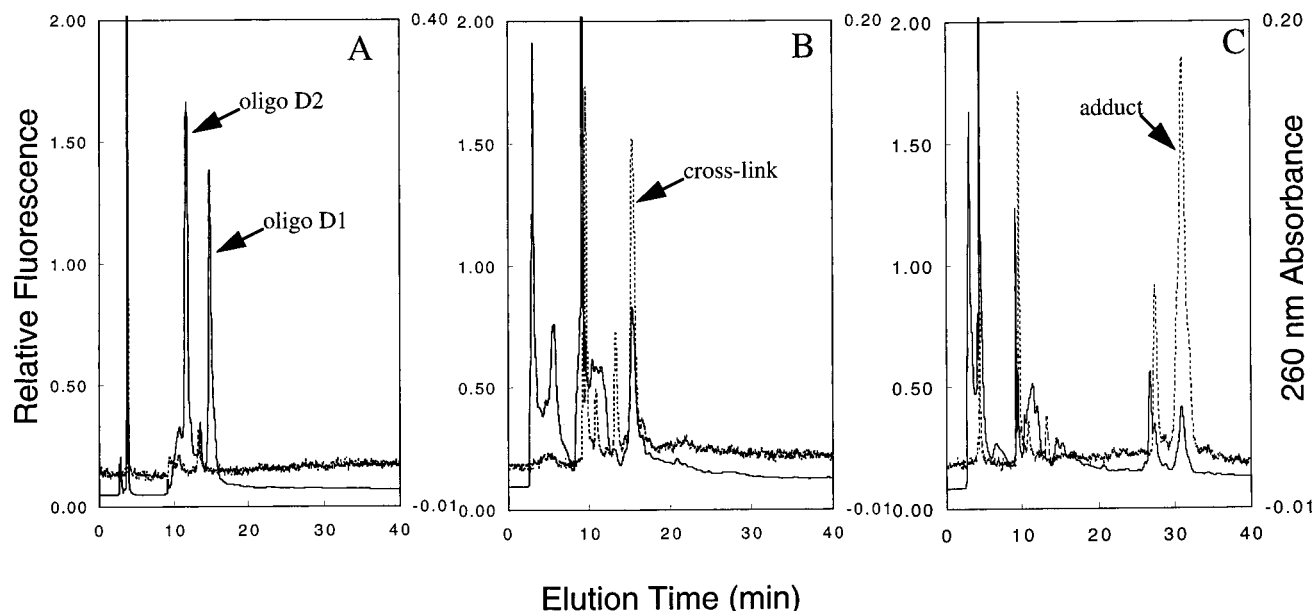 Relative Fluorescence
2.00
1.50
1.00
0.50
0.00
A
oligo D2
oligo D1
0.40
-0.01
0 10 20 30 40
2.00
1.50
1.00
0.50
0.00
B
cross-link
0.20
-0.01
0 10 20 30 40
2.00
1.50
1.00
0.50
0.00
C
adduct
0.20
-0.01
0 10 20 30 40
260 nm Absorbance
Elution Time (min)